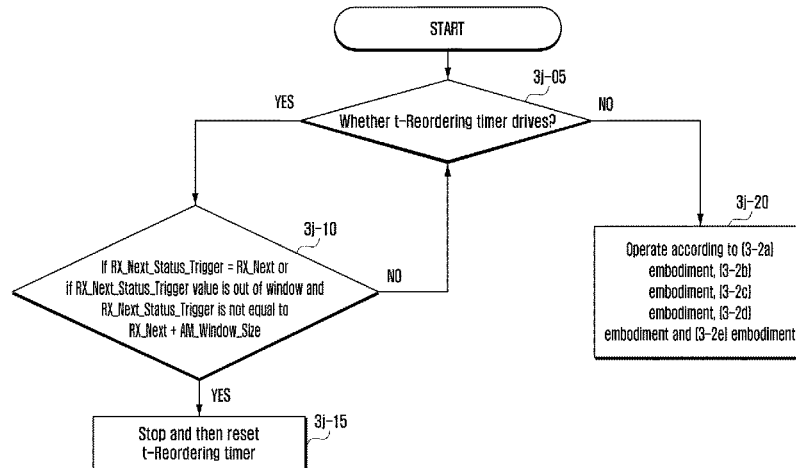 START
3j-05
YES
Whether t-Reordering timer drives?
NO
3j-10
If RX_Next_Status_Trigger = RX_Next or
if RX_Next_Status_Trigger value is out of window and
RX_Next_Status_Trigger is not equal to
RX_Next + AM_Window_Size
NO
3j-20
Operate according to (3-2a)
embodiment, (3-2b)
embodiment, (3-2c)
embodiment, (3-2d)
embodiment and (3-2e) embodiment
YES
3j-15
Stop and then reset
t-Reordering timer